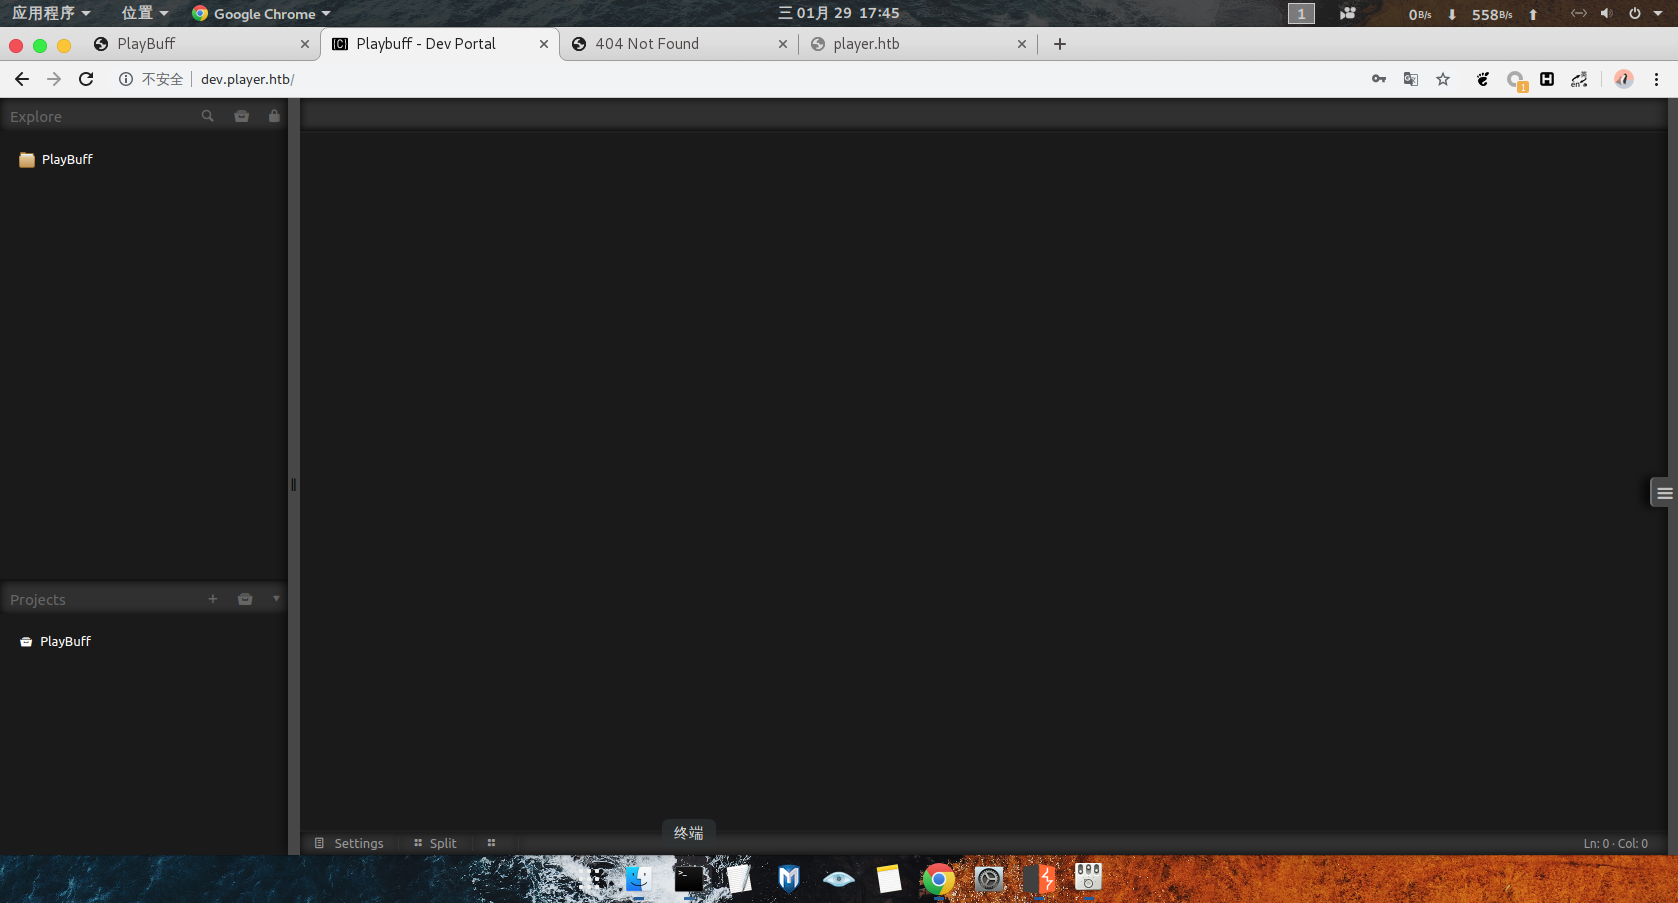 应用程序 位置 Google Chrome 三 01月 29 17:45 1 0B/s 558B/s
PlayBuff Playbuff - Dev Portal 404 Not Found player.htb
不安全 dev.player.htb/ en 1
Explore
PlayBuff
Projects
PlayBuff
终端
Settings Split Ln: 0 · Col: 0